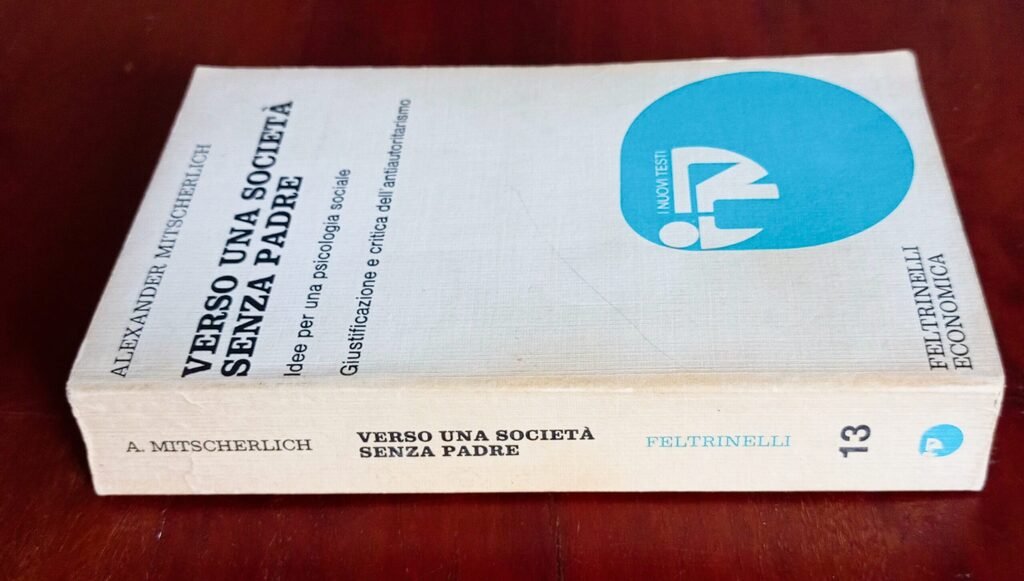 ALEXANDER MITSCHERLICH
VERSO UNA SOCIETÀ
SENZA PADRE
Idee per una psicologia sociale
Giustificazione e critica dell'antiautoritarismo
I NUOVI TESTI
FELTRINELLI
ECONOMICA
A. MITSCHERLICH
VERSO UNA SOCIETÀ
SENZA PADRE
FELTRINELLI
13